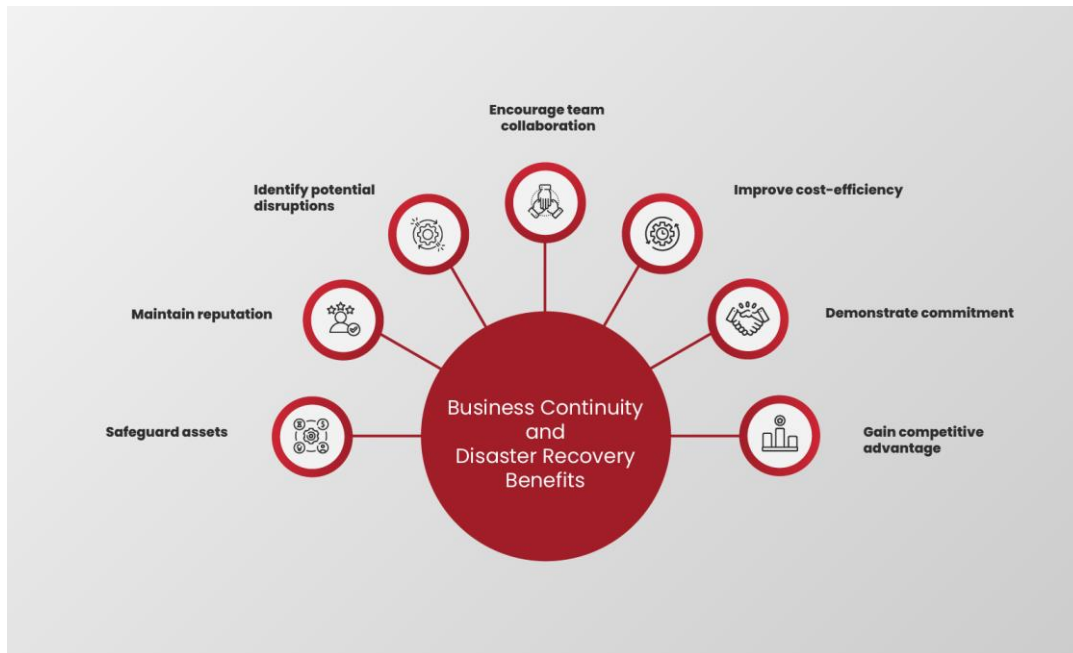 Encourage team
collaboration
Identify potential
disruptions
Improve cost-efficiency
Maintain reputation
Demonstrate commitment
Safeguard assets
Gain competitive
advantage
Business Continuity
and
Disaster Recovery
Benefits